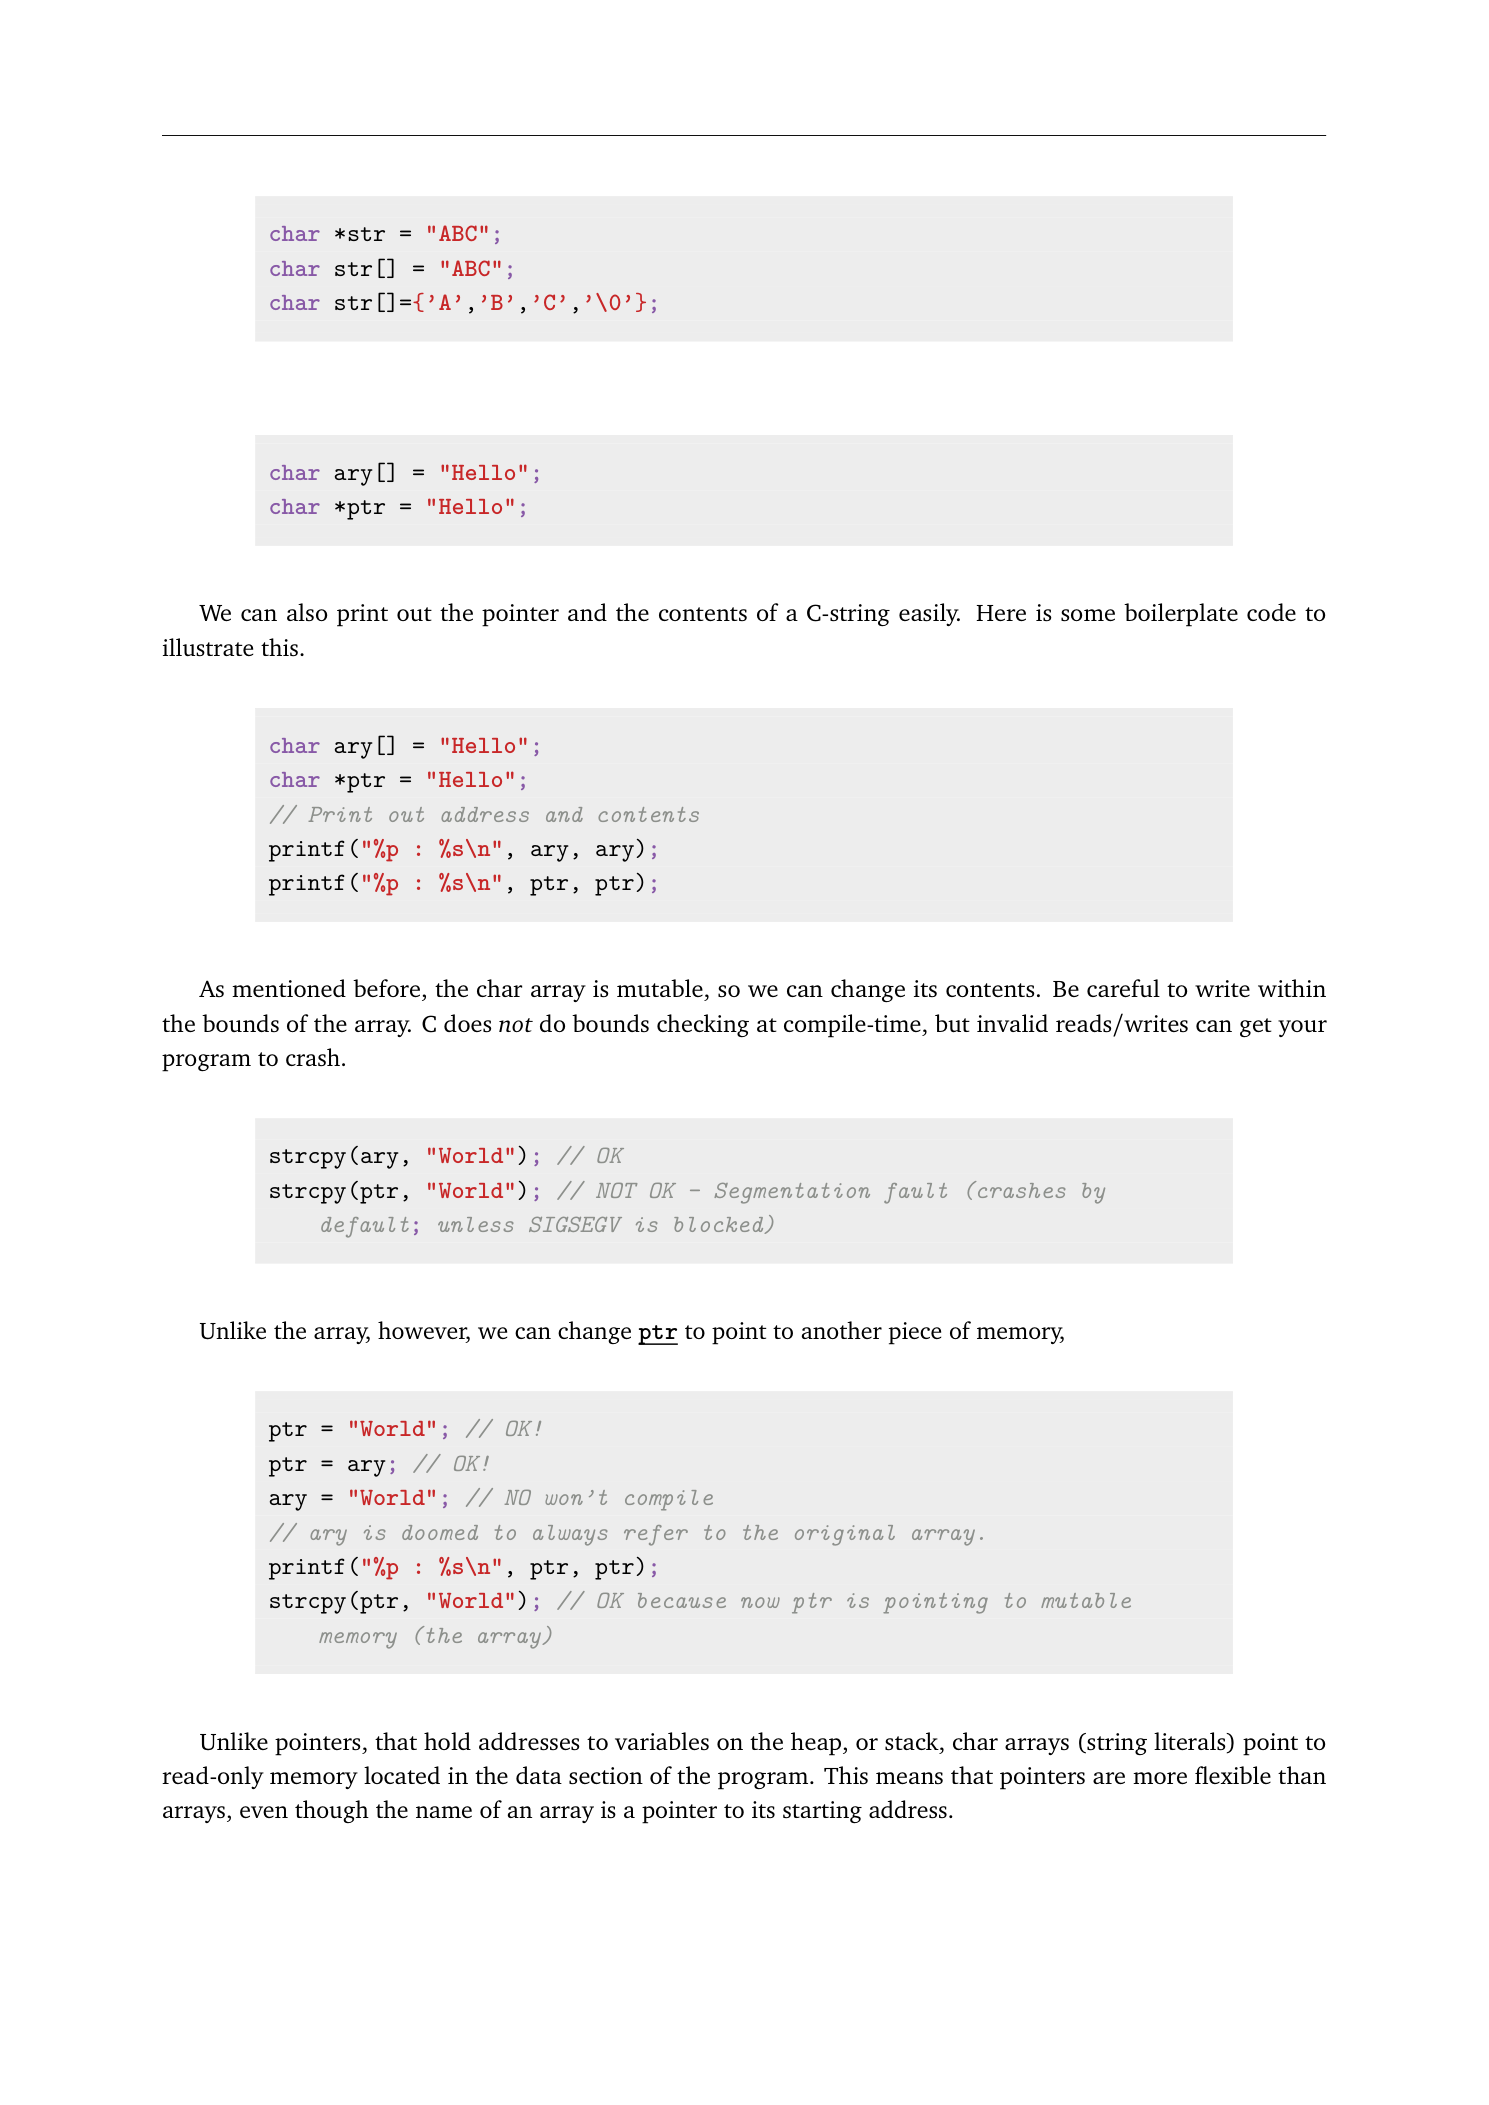 char *str = "ABC";
char str[] = "ABC";
char str[]={’A’,’B’,’C’,’\0’};
char ary[] = "Hello";
char *ptr = "Hello";
We can also print out the pointer and the contents of a C-string easily. Here is some boilerplate code to
illustrate this.
char ary[] = "Hello";
char *ptr = "Hello";
// Print out address and contents
printf("%p : %s\n", ary, ary);
printf("%p : %s\n", ptr, ptr);
As mentioned before, the char array is mutable, so we can change its contents. Be careful to write within
the bounds of the array. C does not do bounds checking at compile-time, but invalid reads/writes can get your
program to crash.
strcpy(ary, "World"); // OK
strcpy(ptr, "World"); // NOT OK - Segmentation fault (crashes by
default; unless SIGSEGV is blocked)
Unlike the array, however, we can change ptr to point to another piece of memory,
ptr = "World"; // OK!
ptr = ary; // OK!
ary = "World"; // NO won’t compile
// ary is doomed to always refer to the original array.
printf("%p : %s\n", ptr, ptr);
strcpy(ptr, "World"); // OK because now ptr is pointing to mutable
memory (the array)
Unlike pointers, that hold addresses to variables on the heap, or stack, char arrays (string literals) point to
read-only memory located in the data section of the program. This means that pointers are more flexible than
arrays, even though the name of an array is a pointer to its starting address.